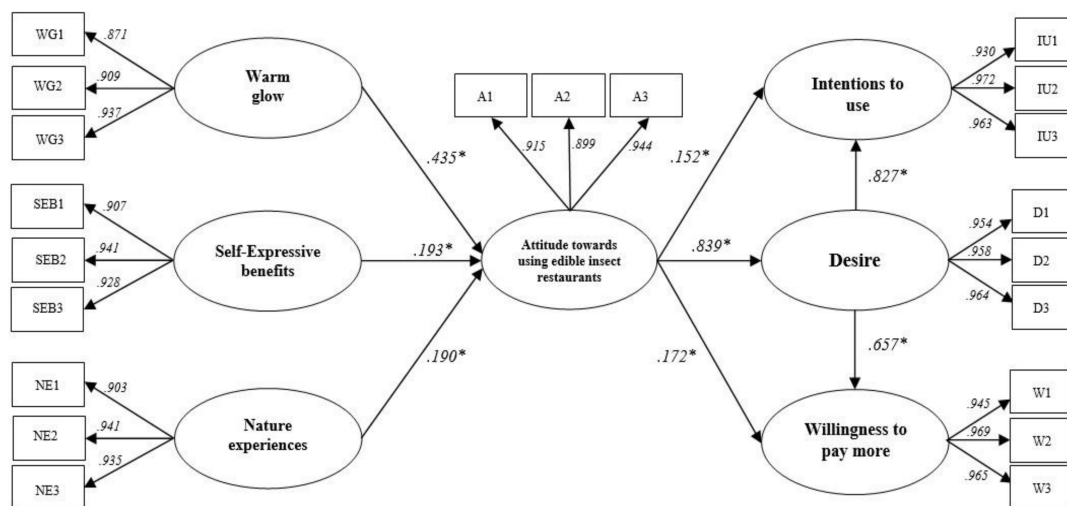 WG1
.871
WG2
.909
WG3
.937
Warm
glow
SEB1
.907
SEB2
.941
SEB3
.928
Self-Expressive
benefits
NE1
.903
NE2
.941
NE3
.935
Nature
experiences
.435*
.193*
.190*
A1
A2
A3
.915
.899
.944
Attitude towards
using edible insect
restaurants
.152*
.839*
.172*
Intentions to
use
.930
IU1
.972
IU2
.963
IU3
.827*
Desire
.954
D1
.958
D2
.964
D3
.657*
Willingness to
pay more
.945
W1
.969
W2
.965
W3